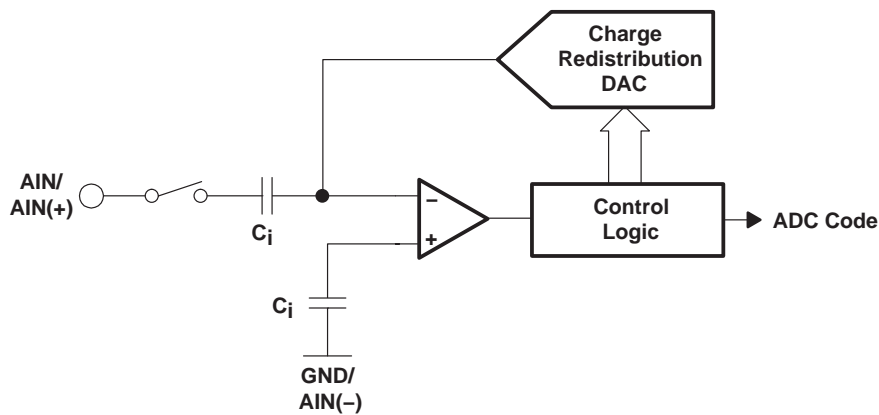 Charge
Redistribution
DAC
AIN/
AIN(+)
Ci
−
+
Control
Logic
ADC Code
Ci
GND/
AIN(−)